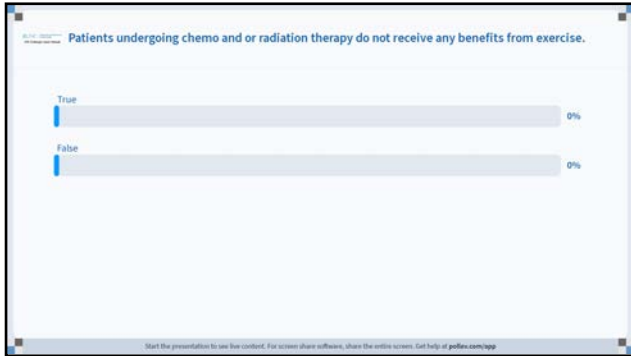 Patients undergoing chemo and or radiation therapy do not receive any benefits from exercise.
True
0%
False
0%
Start the presentation to see live content. For screen share software, share the entire screen. Get help at pollev.com/app